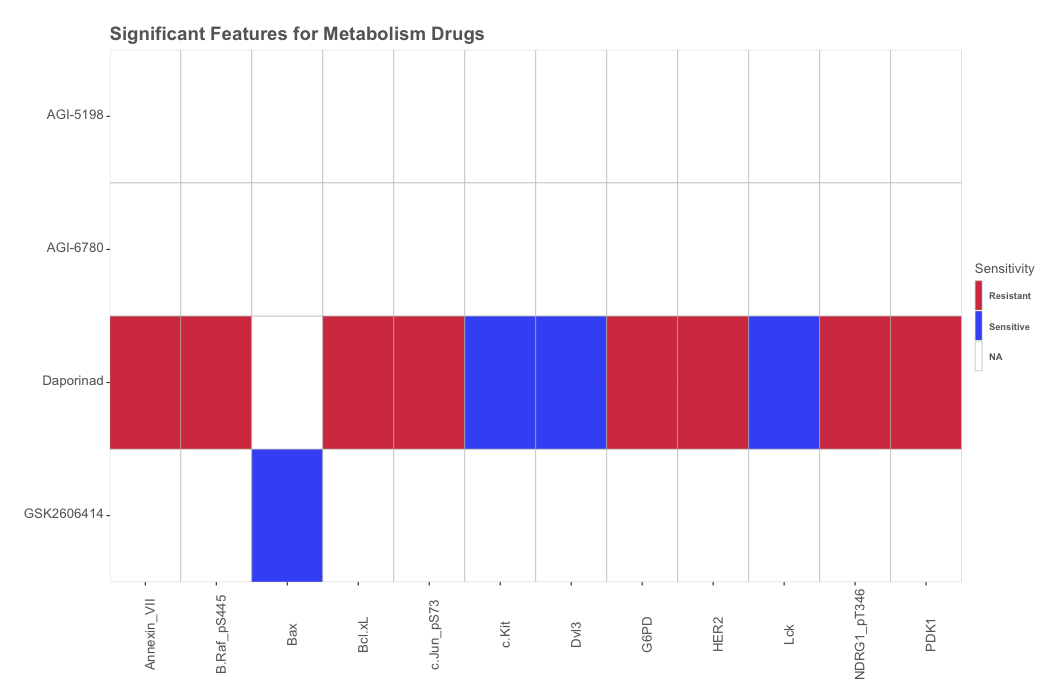 Significant Features for Metabolism Drugs
AGI-5198
AGI-6780
Daporinad
GSK2606414
Annexin_VII
B.Raf_pS445
Bax
Bcl.xL
c.Jun_pS73
c.Kit
Dvl3
G6PD
HER2
Lck
NDRG1_pT346
PDK1
Sensitivity
Resistant
Sensitive
NA